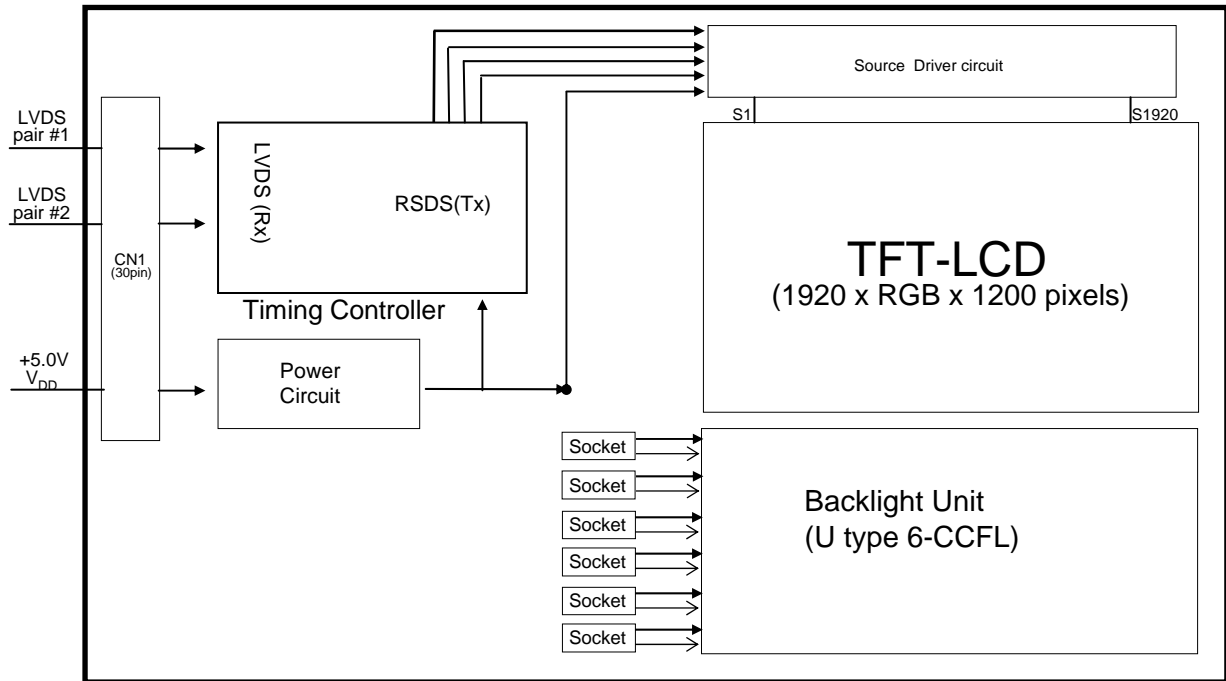 Source Driver circuit
S1
S1920
LVDS
pair #1
LVDS
pair #2
CN1
(30pin)
LVDS (Rx)
RSDS(Tx)
Timing Controller
TFT-LCD
(1920 x RGB x 1200 pixels)
+5.0V
VDD
Power
Circuit
Socket
Socket
Socket
Socket
Socket
Socket
Backlight Unit
(U type 6-CCFL)